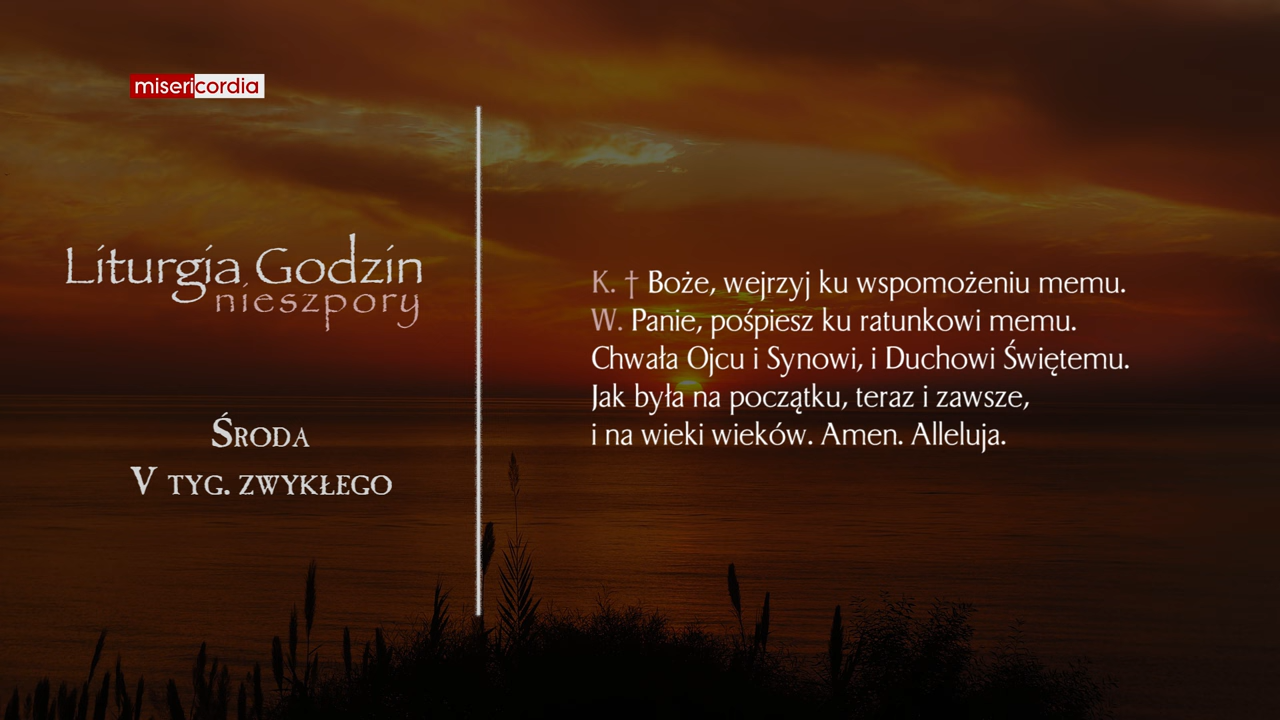 misericordia
Liturgia Godzin
nieszpory
Środa
V tyg. zwykłego
K. † Boże, wejrzyj ku wspomożeniu memu.
W. Panie, pośpiesz ku ratunkowi memu.
Chwała Ojcu i Synowi, i Duchowi Świętemu.
Jak była na początku, teraz i zawsze,
i na wieki wieków. Amen. Alleluja.